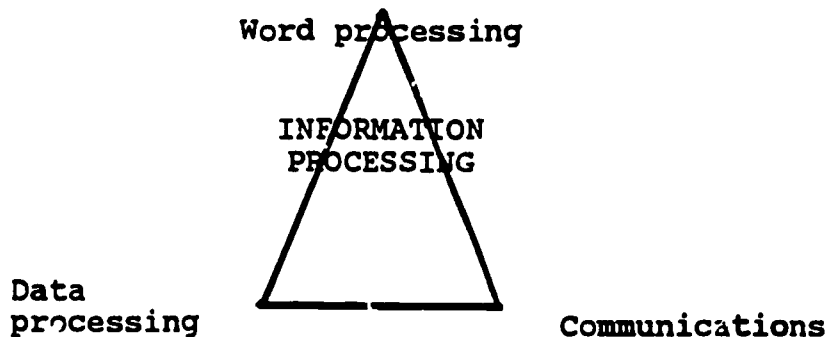 Word processing
INFORMATION
PROCESSING
Data
processing
Communications